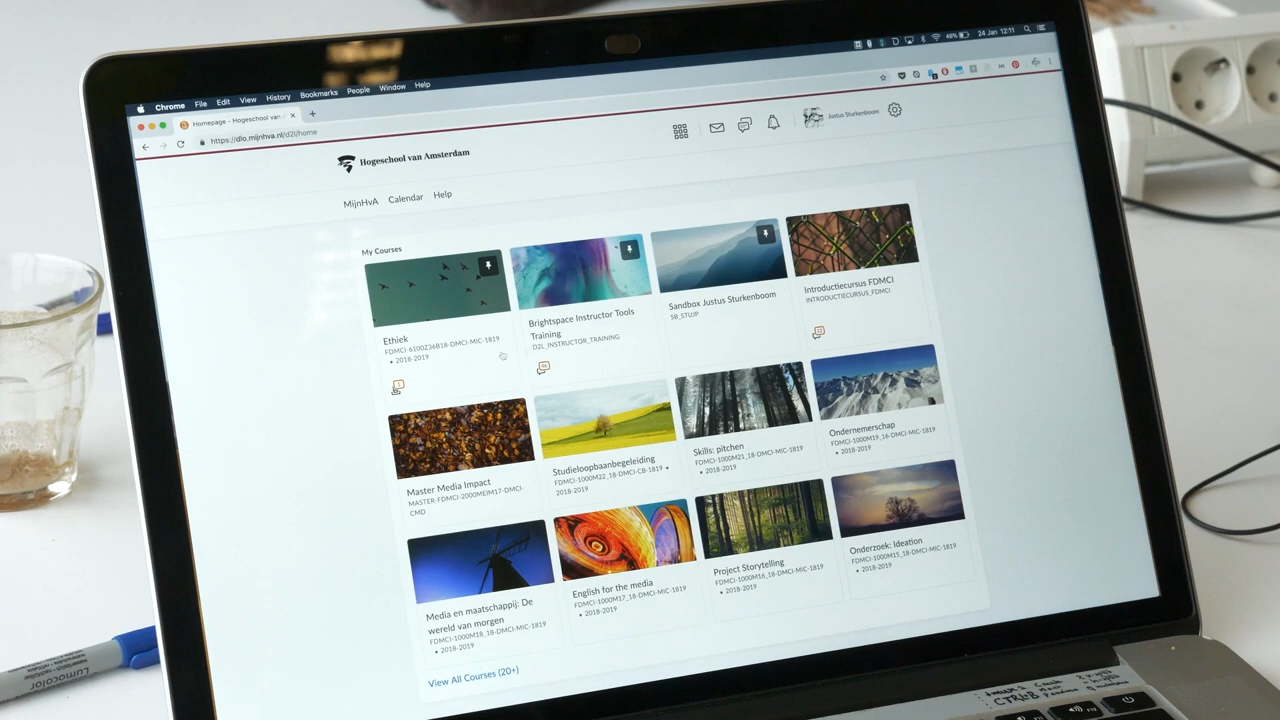 Chrome File Edit View History Bookmarks People Window Help
48% 24 Jan 12:11
Homepage - Hogeschool van
https://dlo.mijnhva.nl/d2l/home
Hogeschool van Amsterdam
Justus Sturkenboom
MijnHvA Calendar Help
My Courses
Ethiek
FDMCI-6100Z36B18-DMCI-MIC-1819
• 2018-2019
1
Brightspace Instructor Tools
Training
D2L_INSTRUCTOR_TRAINING
Sandbox Justus Sturkenboom
SB_STUJP
Introductiecursus FDMCI
INTRODUCTIECURSUS_FDMCI
Master Media Impact
MASTER-FDMCI-2000MEIM17-DMCI-
CMD
Studieloopbaanbegeleiding
FDMCI-1000M22_18-DMCI-CB-1819 •
2018-2019
Skills: pitchen
FDMCI-1000M21_18-DMCI-MIC-1819
• 2018-2019
Ondernemerschap
FDMCI-1000M19_16-DMCI-MIC-1819
• 2018-2019
Media en maatschappij: De
wereld van morgen
FDMCI-1000M18_18-DMCI-MIC-1819
• 2018-2019
English for the media
FDMCI-1000M17_18-DMCI-MIC-1819
• 2018-2019
Project Storytelling
FDMCI-1000M16_18-DMCI-MIC-1819
• 2018-2019
Onderzoek: Ideation
FDMCI-1000M15_18-DMCI-MIC-1819
• 2018-2019
View All Courses (20+)
Lumocolor